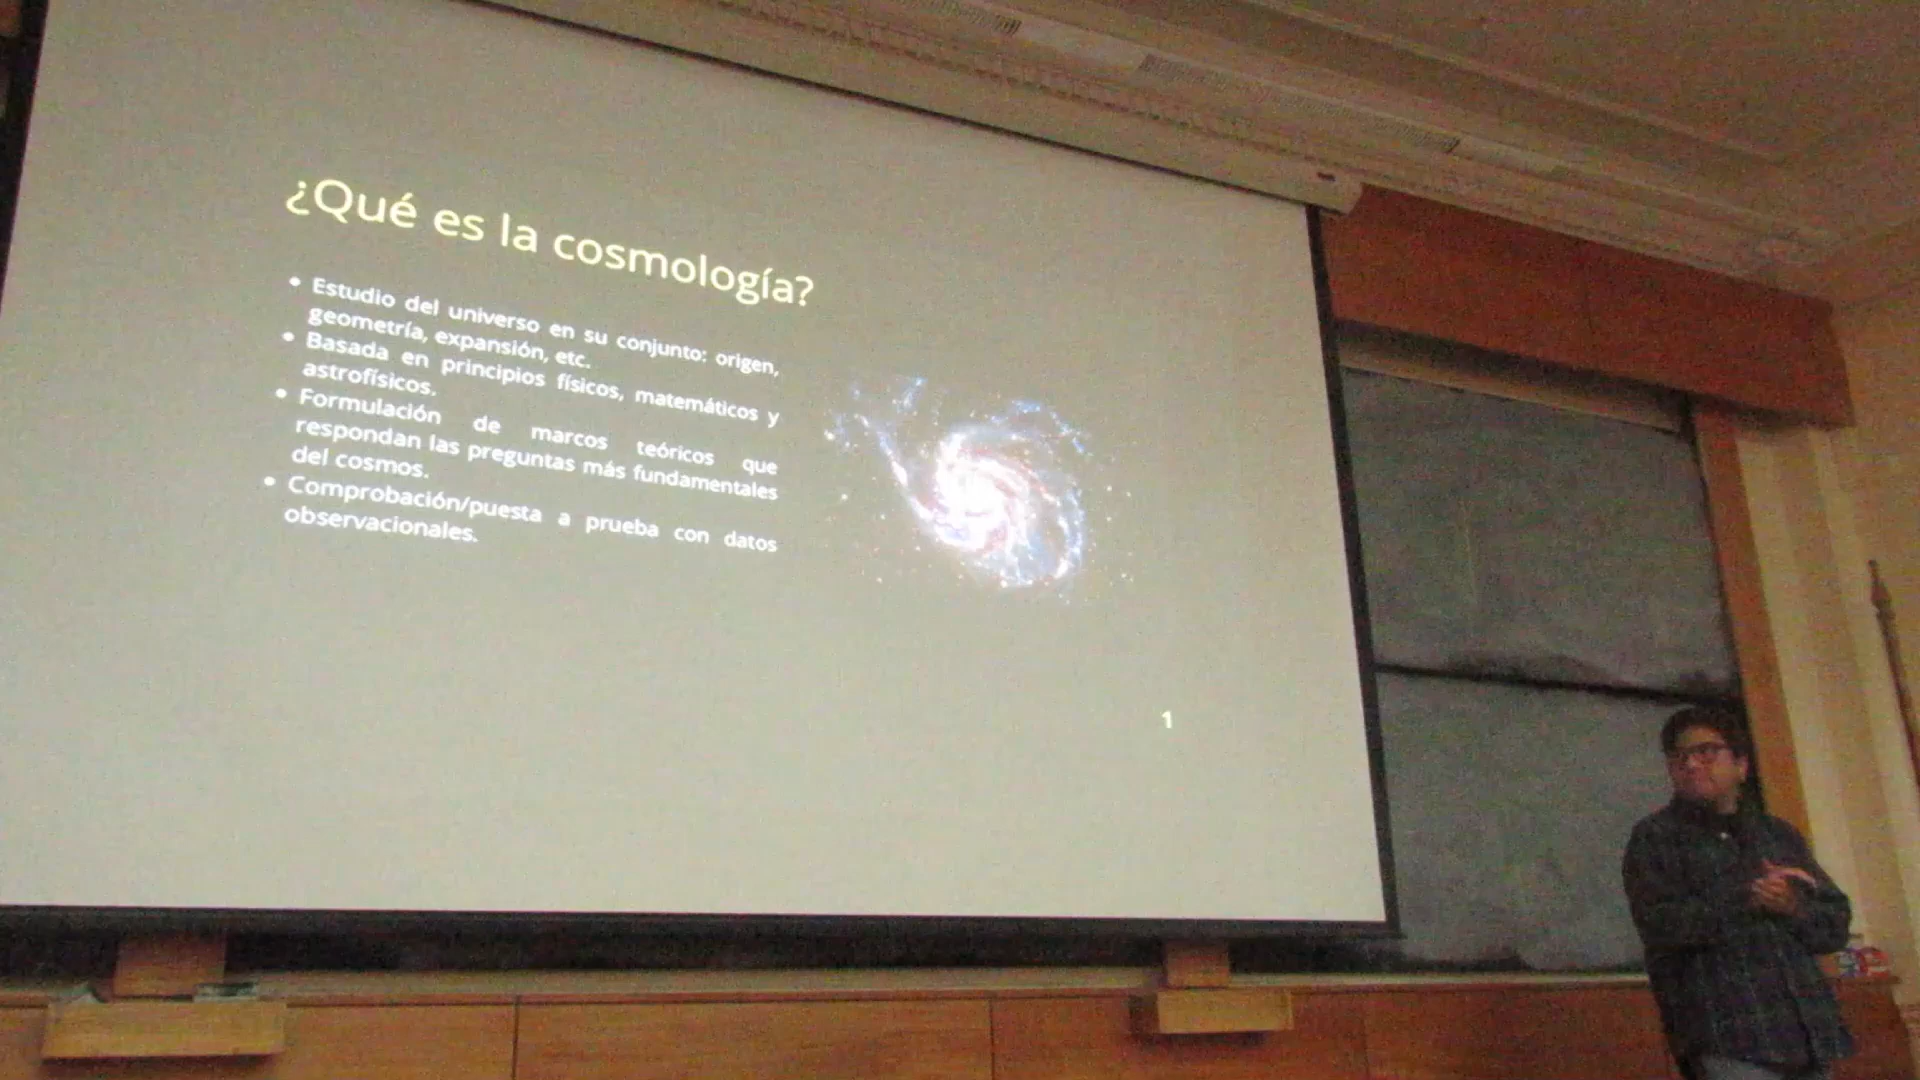 ¿Qué es la cosmología?
• Estudio del universo en su conjunto: origen,
geometría, expansión, etc.
• Basada en principios físicos, matemáticos y
astrofísicos.
• Formulación de marcos teóricos que
respondan las preguntas más fundamentales
del cosmos.
• Comprobación/puesta a prueba con datos
observacionales.
1